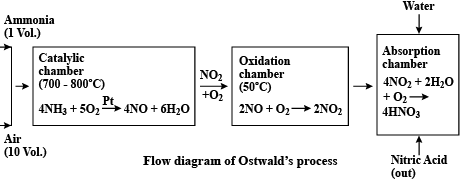 Ammonia
(1 Vol.)
Air
(10 Vol.)
Catalytic
chamber
(700 - 800°C)
4NH₃ + 5O₂ Pt→ 4NO + 6H₂O
NO₂
+O₂
Oxidation
chamber
(50°C)
2NO + O₂ → 2NO₂
Water
Absorption
chamber
4NO₂ + 2H₂O
+ O₂ →
4HNO₃
Nitric Acid
(out)
Flow diagram of Ostwald's process